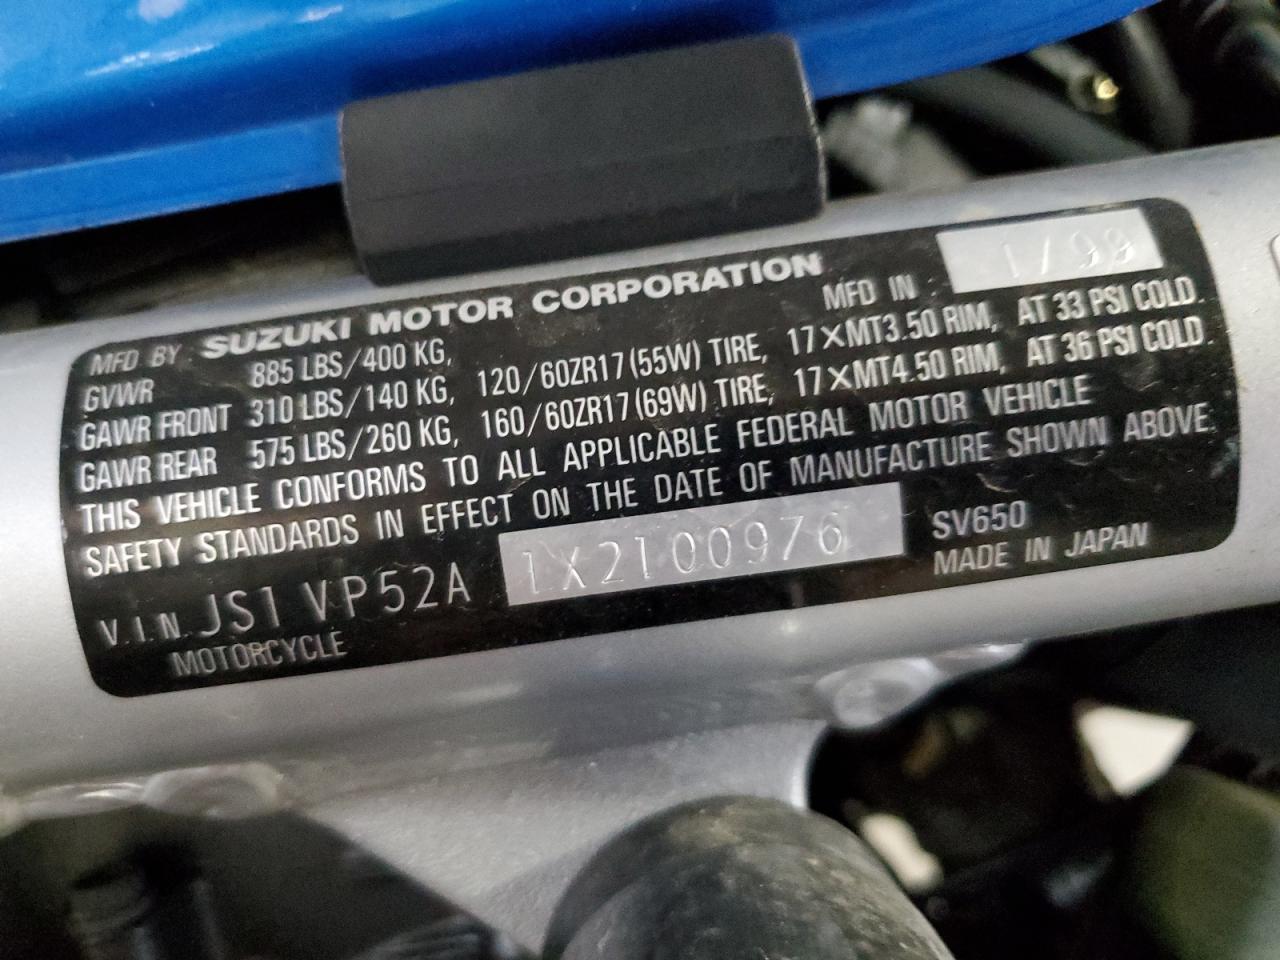 MFD BY SUZUKI MOTOR CORPORATION MFD IN 1/99
GVWR 885 LBS/400 KG,
GAWR FRONT 310 LBS/140 KG, 120/60ZR17(55W) TIRE, 17×MT3.50 RIM, AT 33 PSI COLD.
GAWR REAR 575 LBS/260 KG, 160/60ZR17(69W) TIRE, 17×MT4.50 RIM, AT 36 PSI COLD.
THIS VEHICLE CONFORMS TO ALL APPLICABLE FEDERAL MOTOR VEHICLE
SAFETY STANDARDS IN EFFECT ON THE DATE OF MANUFACTURE SHOWN ABOVE.
V.I.N. JS1VP52A 1X2100976 SV650
MOTORCYCLE MADE IN JAPAN